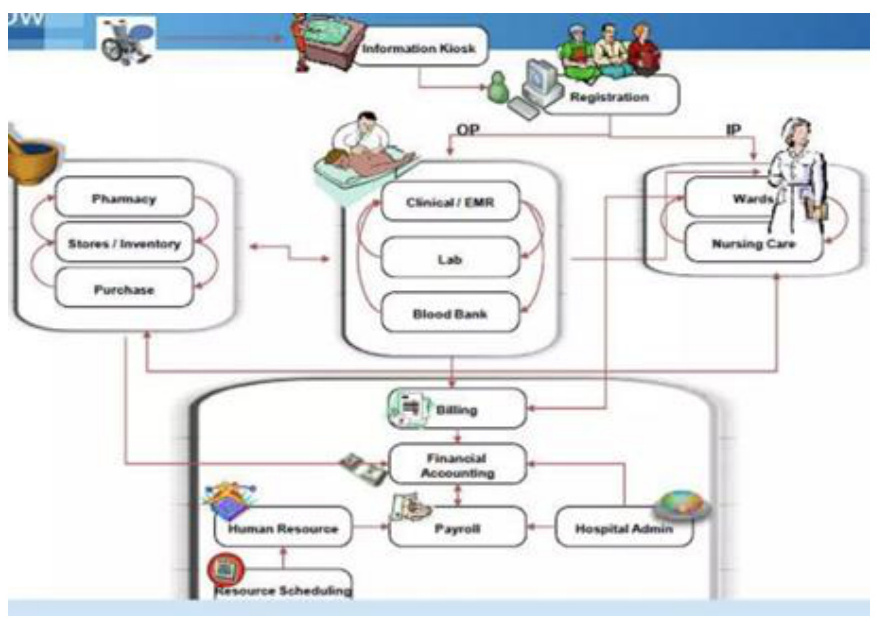 Information Kiosk
Registration
OP
IP
Pharmacy
Stores / Inventory
Purchase
Clinical / EMR
Lab
Blood Bank
Wards
Nursing Care
Billing
Financial
Accounting
Human Resource
Payroll
Hospital Admin
Resource Scheduling